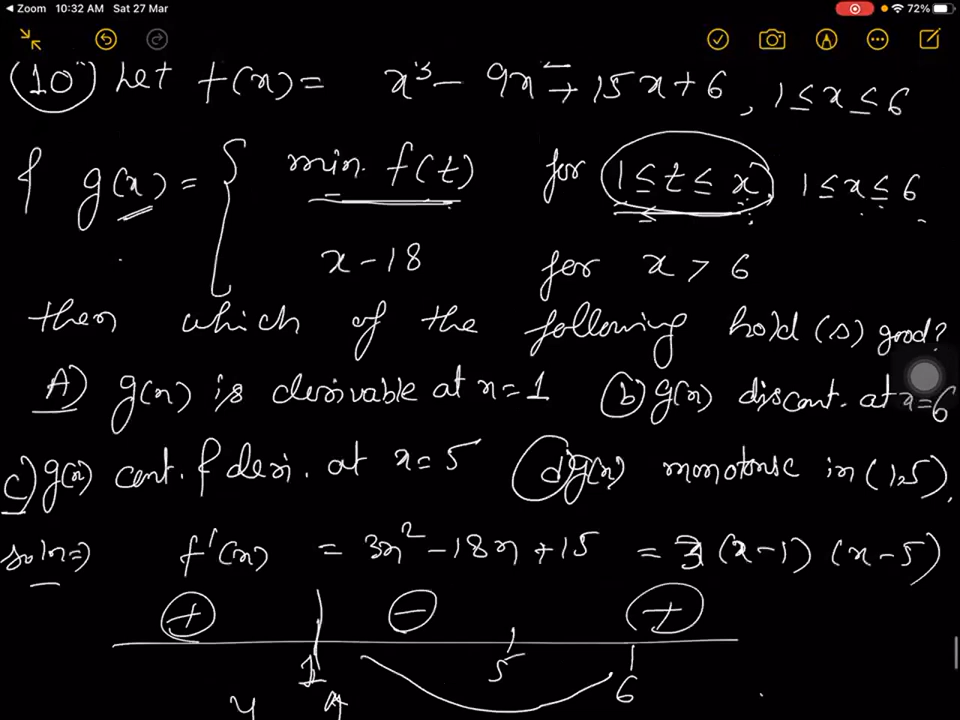 Zoom 10:32 AM Sat 27 Mar 72%
(10) Let f(x) = x³ - 9x² + 15x + 6, 1 ≤ x ≤ 6
& g(x) = { min. f(t) for 1 ≤ t ≤ x, 1 ≤ x ≤ 6
x - 18 for x > 6
then which of the following hold (s) good?
A) g(x) is derivable at x = 1 (b) g(x) discont. at x = 6
c) g(x) cont. & deri. at x = 5 (d) g(x) monotonic in (1,5)
soln ⇒ f'(x) = 3x² - 18x + 15 = 3 (x-1) (x-5)
+ - +
1 5 6